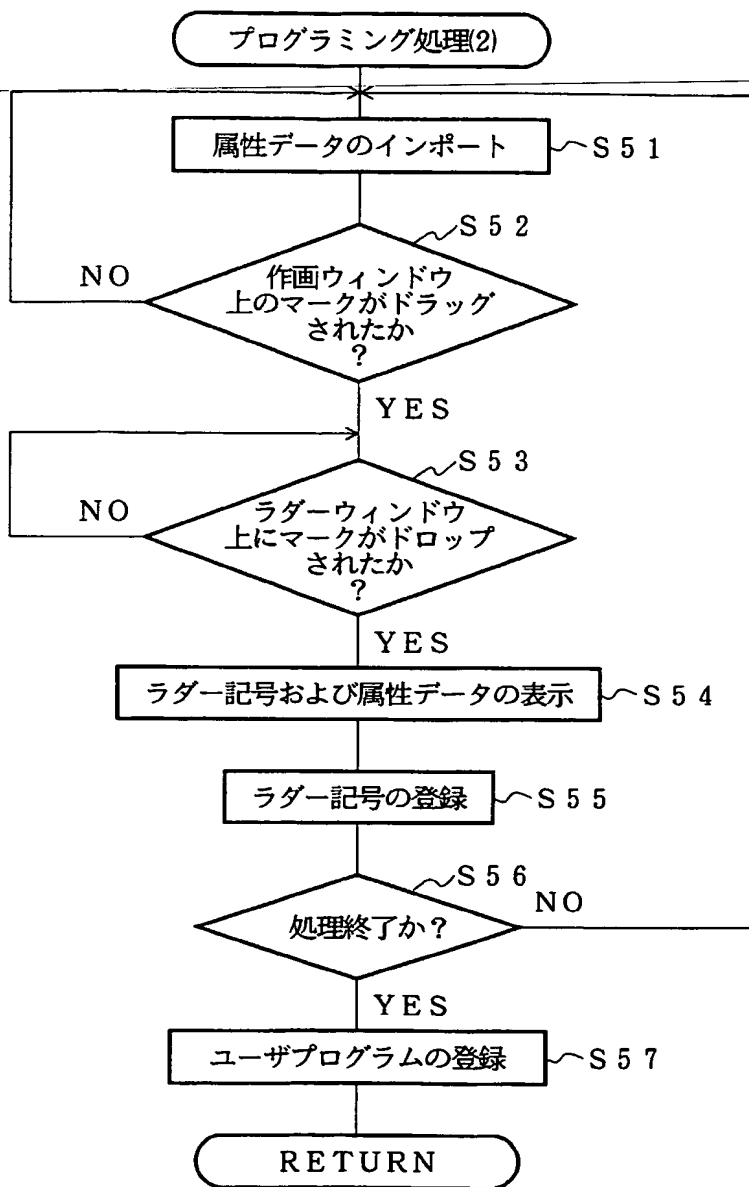 プログラミング処理(2)
属性データのインポート
S51
S52
作画ウィンドウ
上のマークがドラッグ
されたか
?
NO
YES
S53
ラダーウィンドウ
上にマークがドロップ
されたか
?
NO
YES
ラダー記号および属性データの表示
S54
ラダー記号の登録
S55
S56
処理終了か?
NO
YES
ユーザプログラムの登録
S57
RETURN